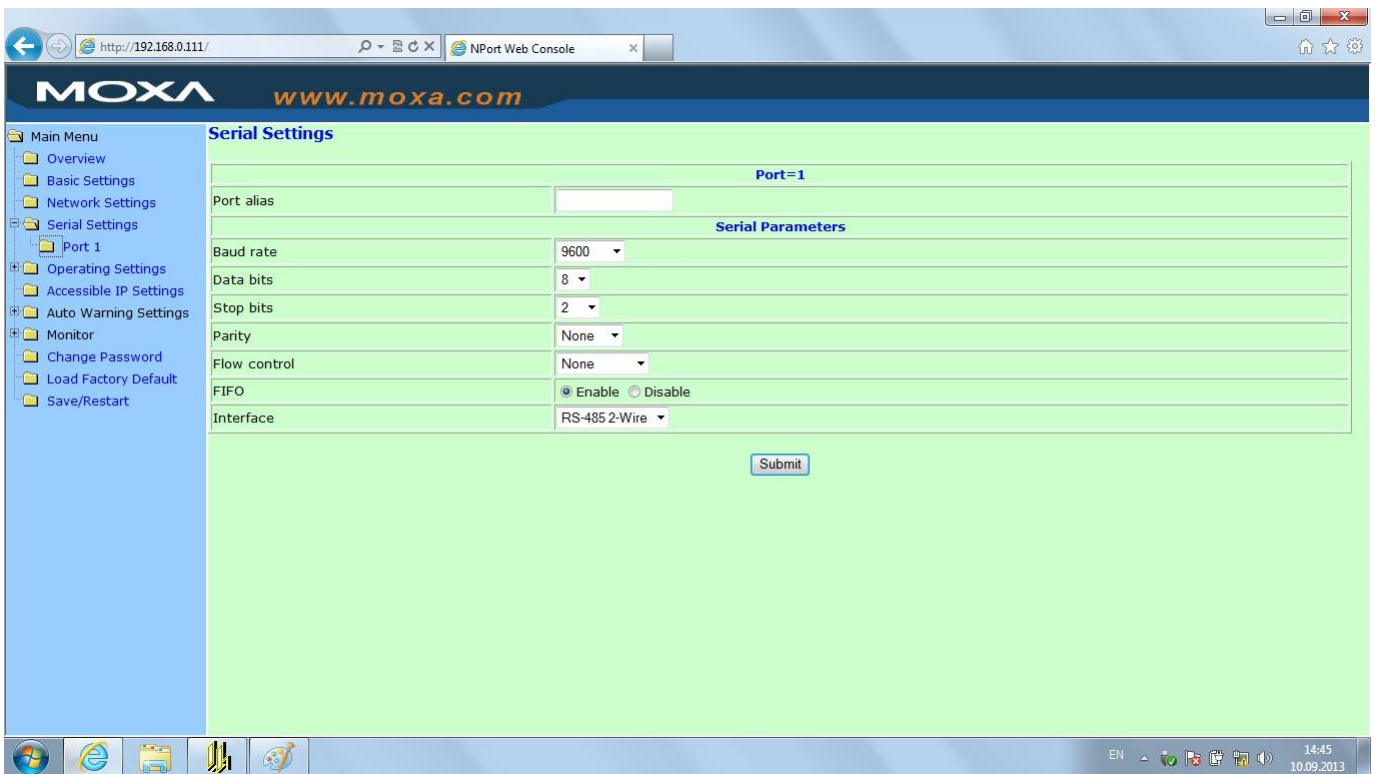 http://192.168.0.111/
NPort Web Console
MOXA www.moxa.com
Main Menu
Overview
Basic Settings
Network Settings
Serial Settings
Port 1
Operating Settings
Accessible IP Settings
Auto Warning Settings
Monitor
Change Password
Load Factory Default
Save/Restart
Serial Settings
Port=1
Port alias
Serial Parameters
Baud rate 9600
Data bits 8
Stop bits 2
Parity None
Flow control None
FIFO Enable Disable
Interface RS-485 2-Wire
Submit
EN 14:45
10.09.2013